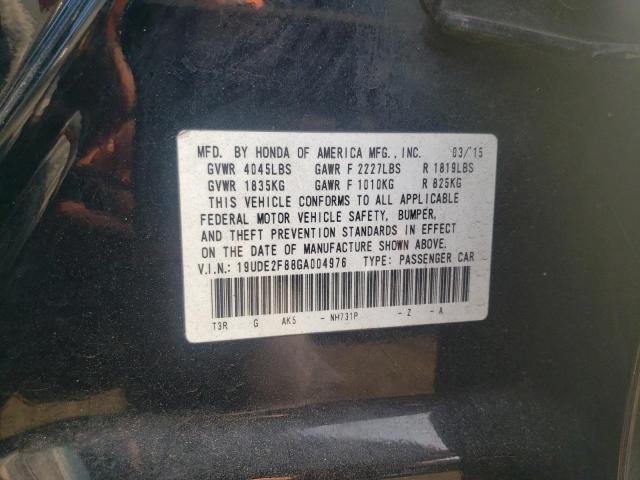 MFD. BY HONDA OF AMERICA MFG., INC. 03/'15
GVWR 4045LBS GAWR F 2227LBS R 1819LBS
GVWR 1835KG GAWR F 1010KG R 825KG
THIS VEHICLE CONFORMS TO ALL APPLICABLE
FEDERAL MOTOR VEHICLE SAFETY, BUMPER,
AND THEFT PREVENTION STANDARDS IN EFFECT
ON THE DATE OF MANUFACTURE SHOWN ABOVE.
V.I.N.: 19UDE2F88GA004976 TYPE: PASSENGER CAR
T3R G AK5 - NH731P - Z - A